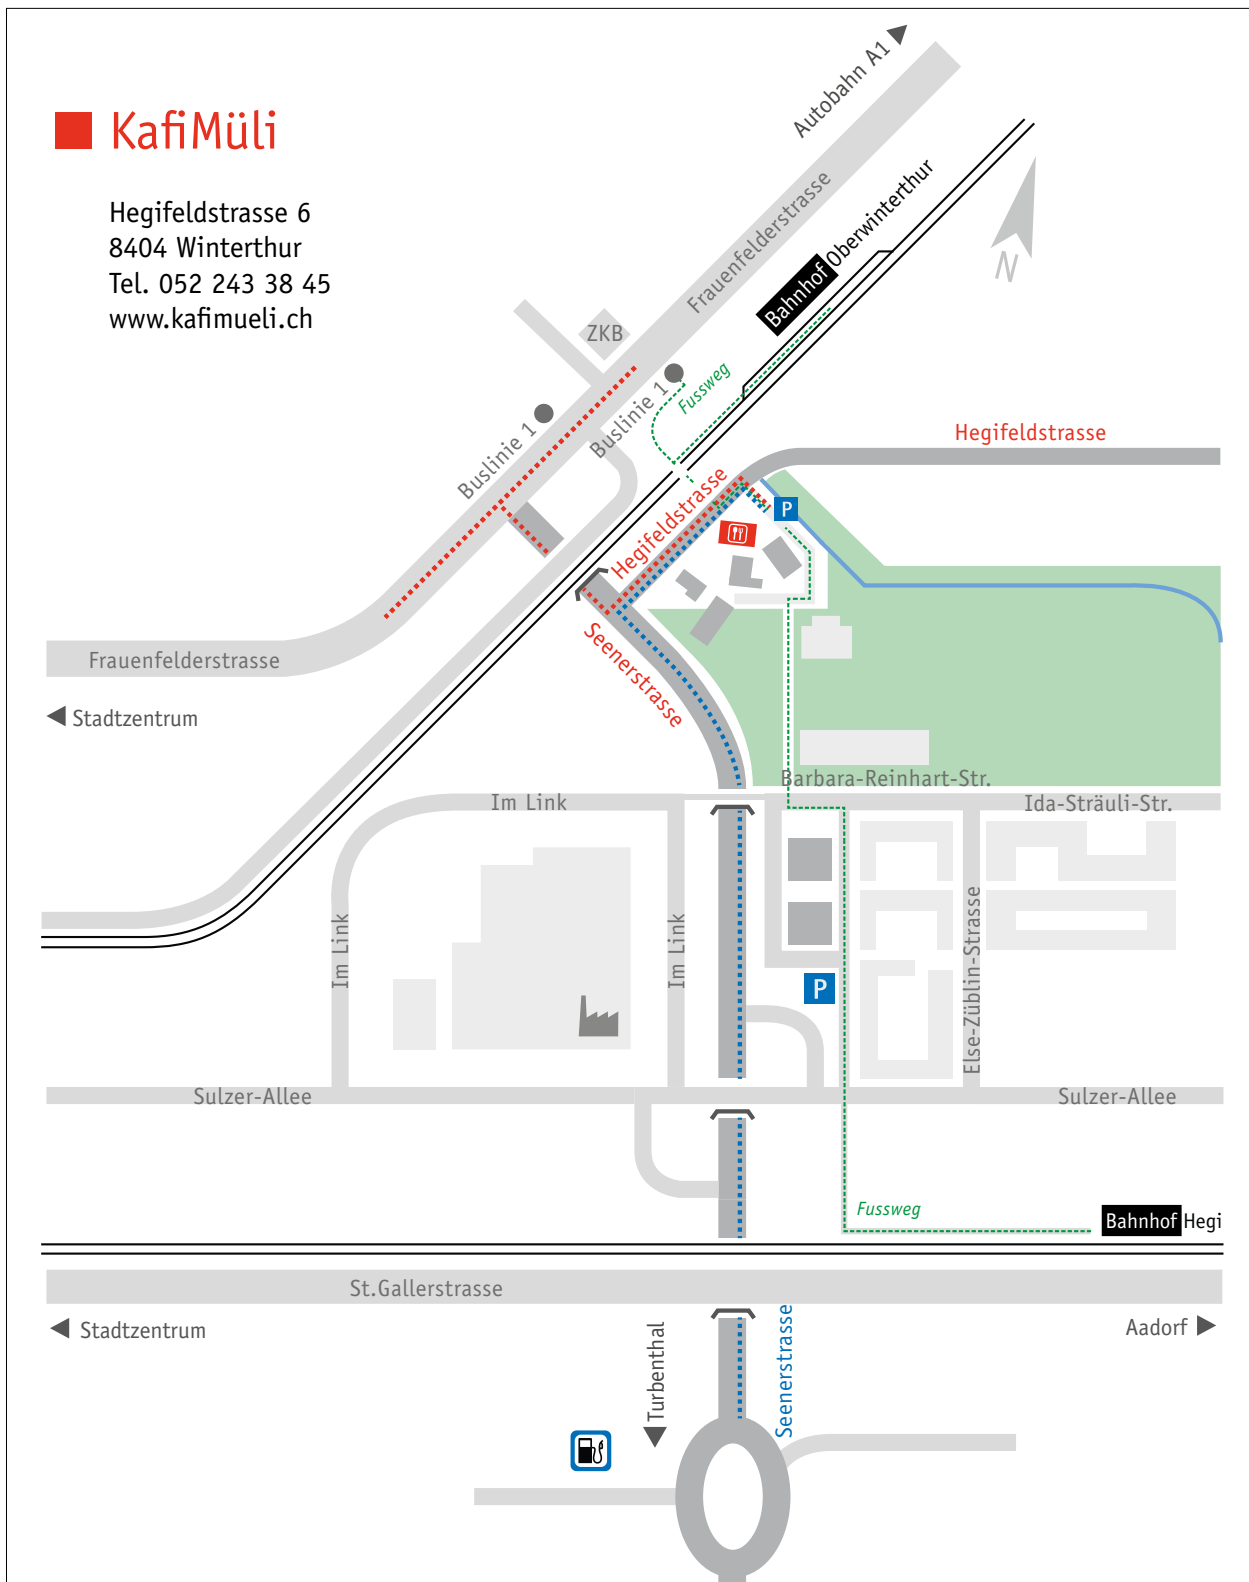 KafiMüli
Hegifeldstrasse 6
8404 Winterthur
Tel. 052 243 38 45
www.kafimueli.ch
Autobahn A1
Frauenfelderstrasse
Bahnhof Oberwinterthur
N
ZKB
Buslinie 1
Buslinie 1
Fussweg
Hegifeldstrasse
Hegifeldstrasse
P
Seenerstrasse
Frauenfelderstrasse
Stadtzentrum
Barbara-Reinhart-Str.
Im Link
Ida-Sträuli-Str.
Im Link
Im Link
Else-Züblin-Strasse
P
Sulzer-Allee
Sulzer-Allee
Fussweg
Bahnhof Hegi
St.Gallerstrasse
Stadtzentrum
Aadorf
Turbenthal
Seenerstrasse